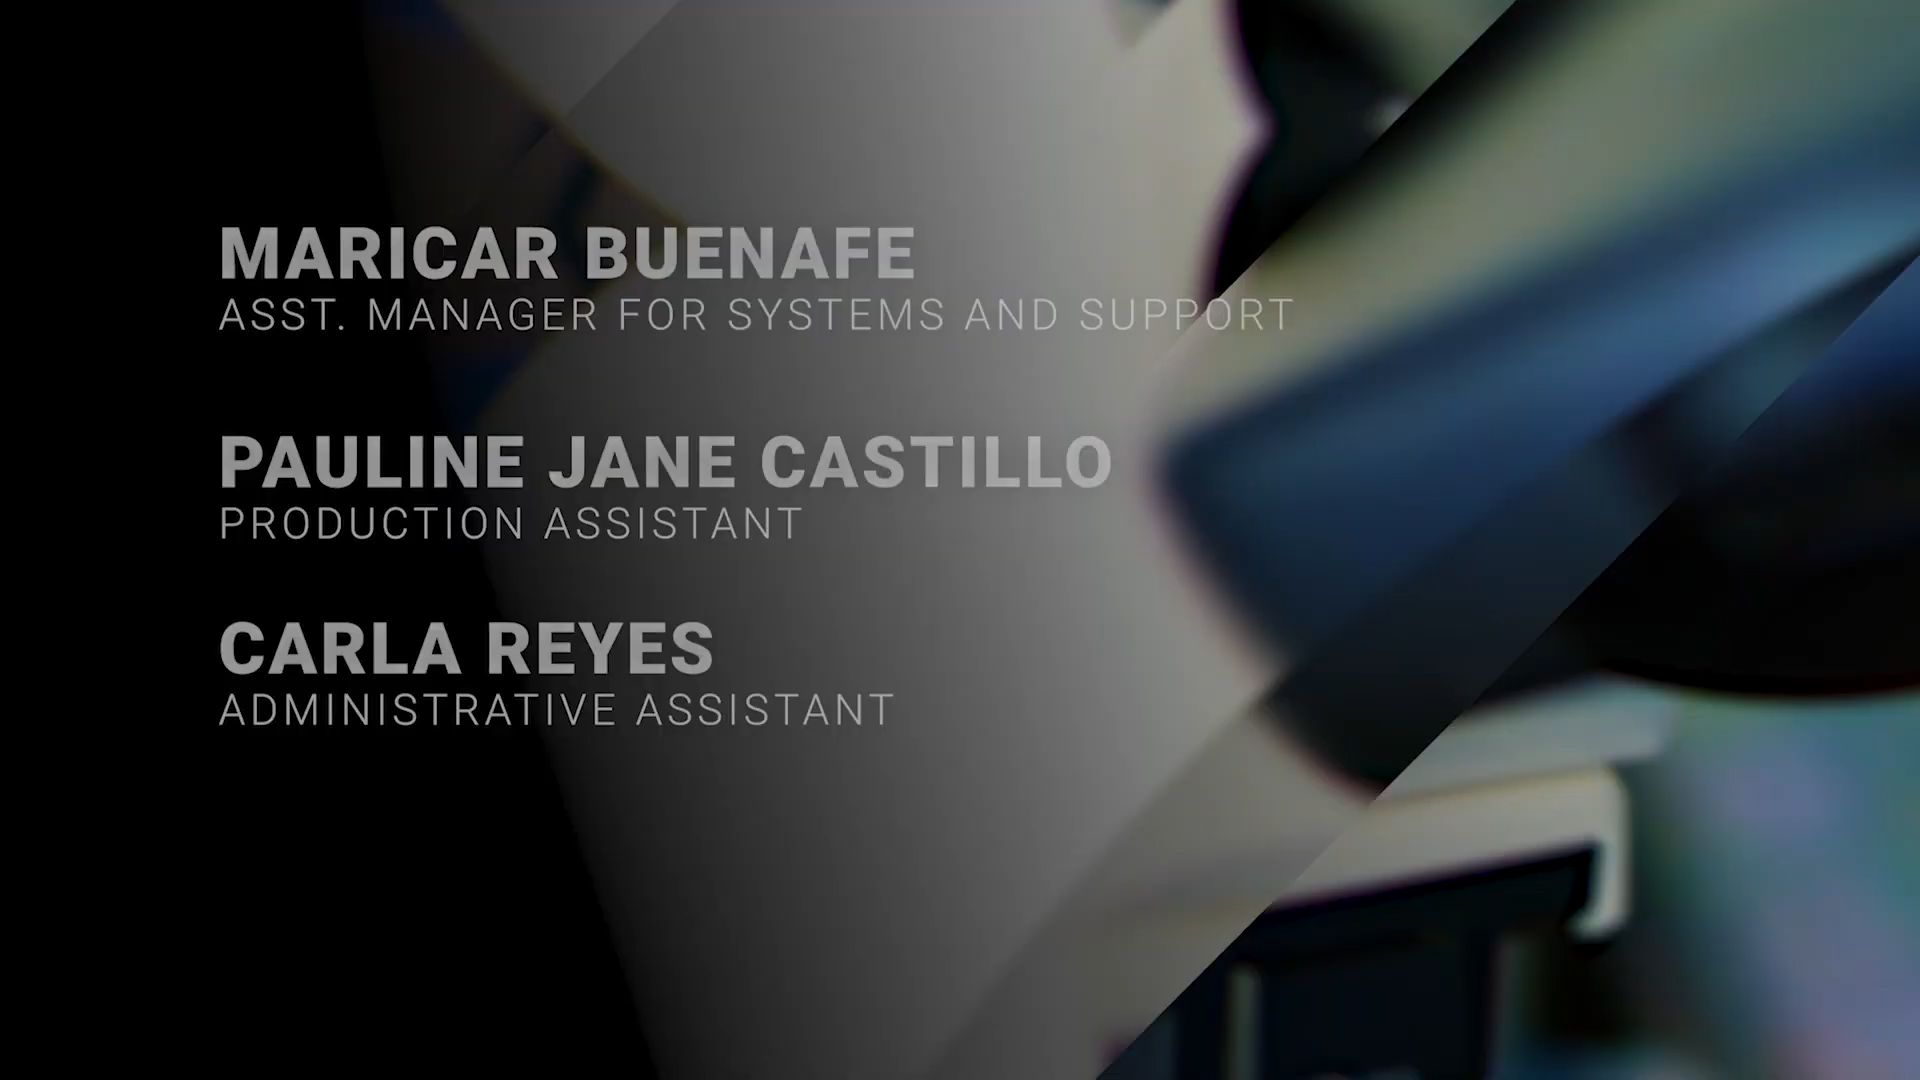 MARICAR BUENAFE
ASST. MANAGER FOR SYSTEMS AND SUPPORT
PAULINE JANE CASTILLO
PRODUCTION ASSISTANT
CARLA REYES
ADMINISTRATIVE ASSISTANT